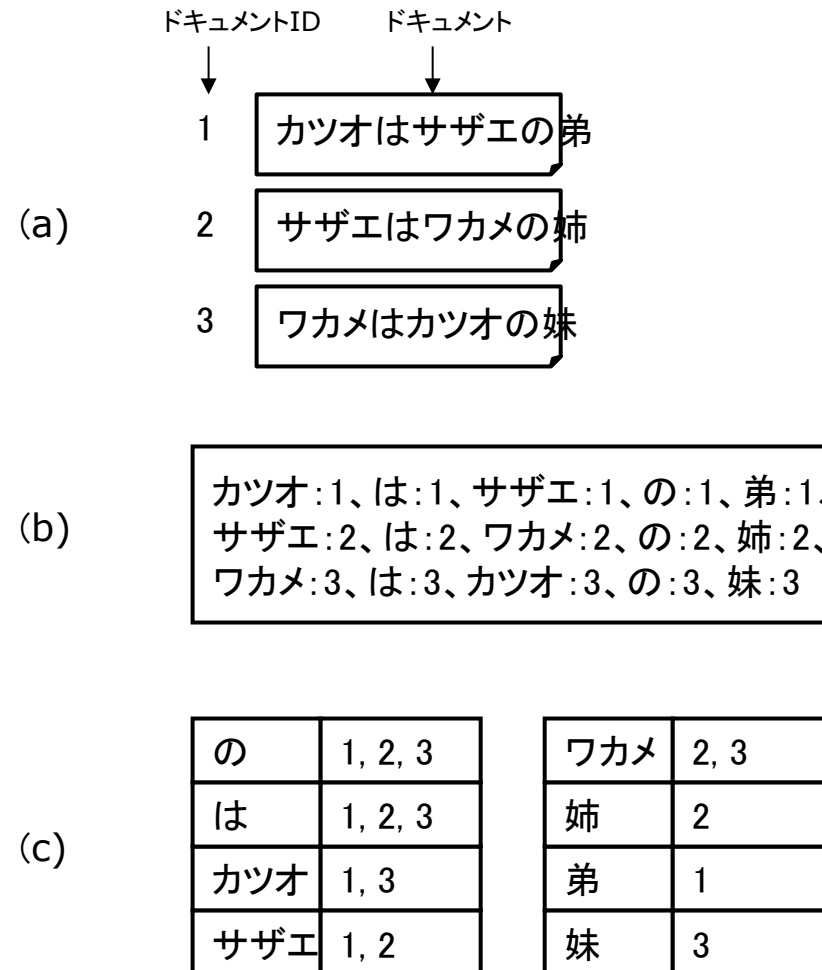 ドキュメントID ドキュメント
1 カツオはサザエの弟
(a) 2 サザエはワカメの姉
3 ワカメはカツオの妹
カツオ:1、は:1、サザエ:1、の:1、弟:1、
(b) サザエ:2、は:2、ワカメ:2、の:2、姉:2、
ワカメ:3、は:3、カツオ:3、の:3、妹:3
の 1, 2, 3 ワカメ 2, 3
は 1, 2, 3 姉 2
(c)
カツオ 1, 3 弟 1
サザエ 1, 2 妹 3